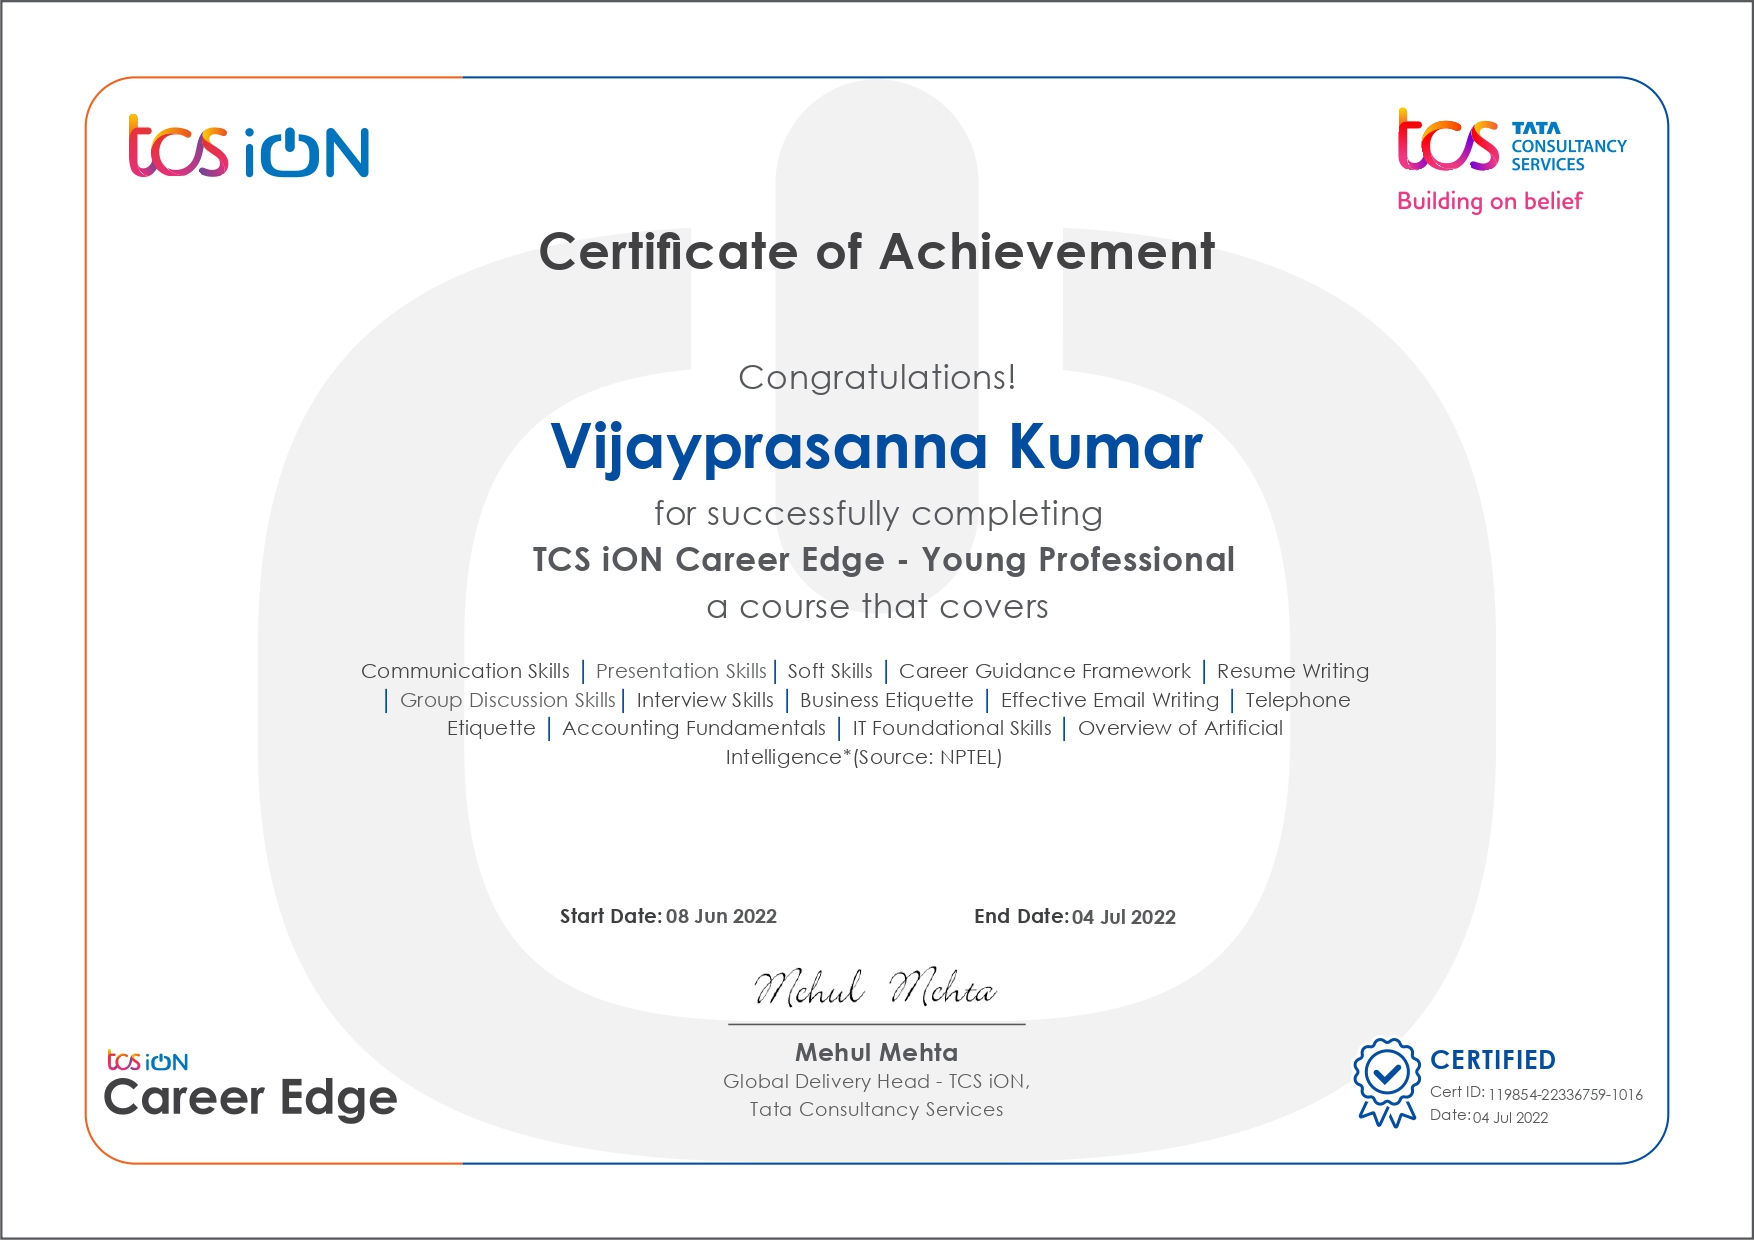 tcs iON
tcs TATA
CONSULTANCY
SERVICES
Building on belief
Certificate of Achievement
Congratulations!
Vijayprasanna Kumar
for successfully completing
TCS iON Career Edge - Young Professional
a course that covers
Communication Skills | Presentation Skills | Soft Skills | Career Guidance Framework | Resume Writing
| Group Discussion Skills | Interview Skills | Business Etiquette | Effective Email Writing | Telephone
Etiquette | Accounting Fundamentals | IT Foundational Skills | Overview of Artificial
Intelligence*(Source: NPTEL)
Start Date: 08 Jun 2022 End Date: 04 Jul 2022
Mehul Mehta
Mehul Mehta
Global Delivery Head - TCS iON,
Tata Consultancy Services
tcs iON
Career Edge
CERTIFIED
Cert ID: 119854-22336759-1016
Date: 04 Jul 2022